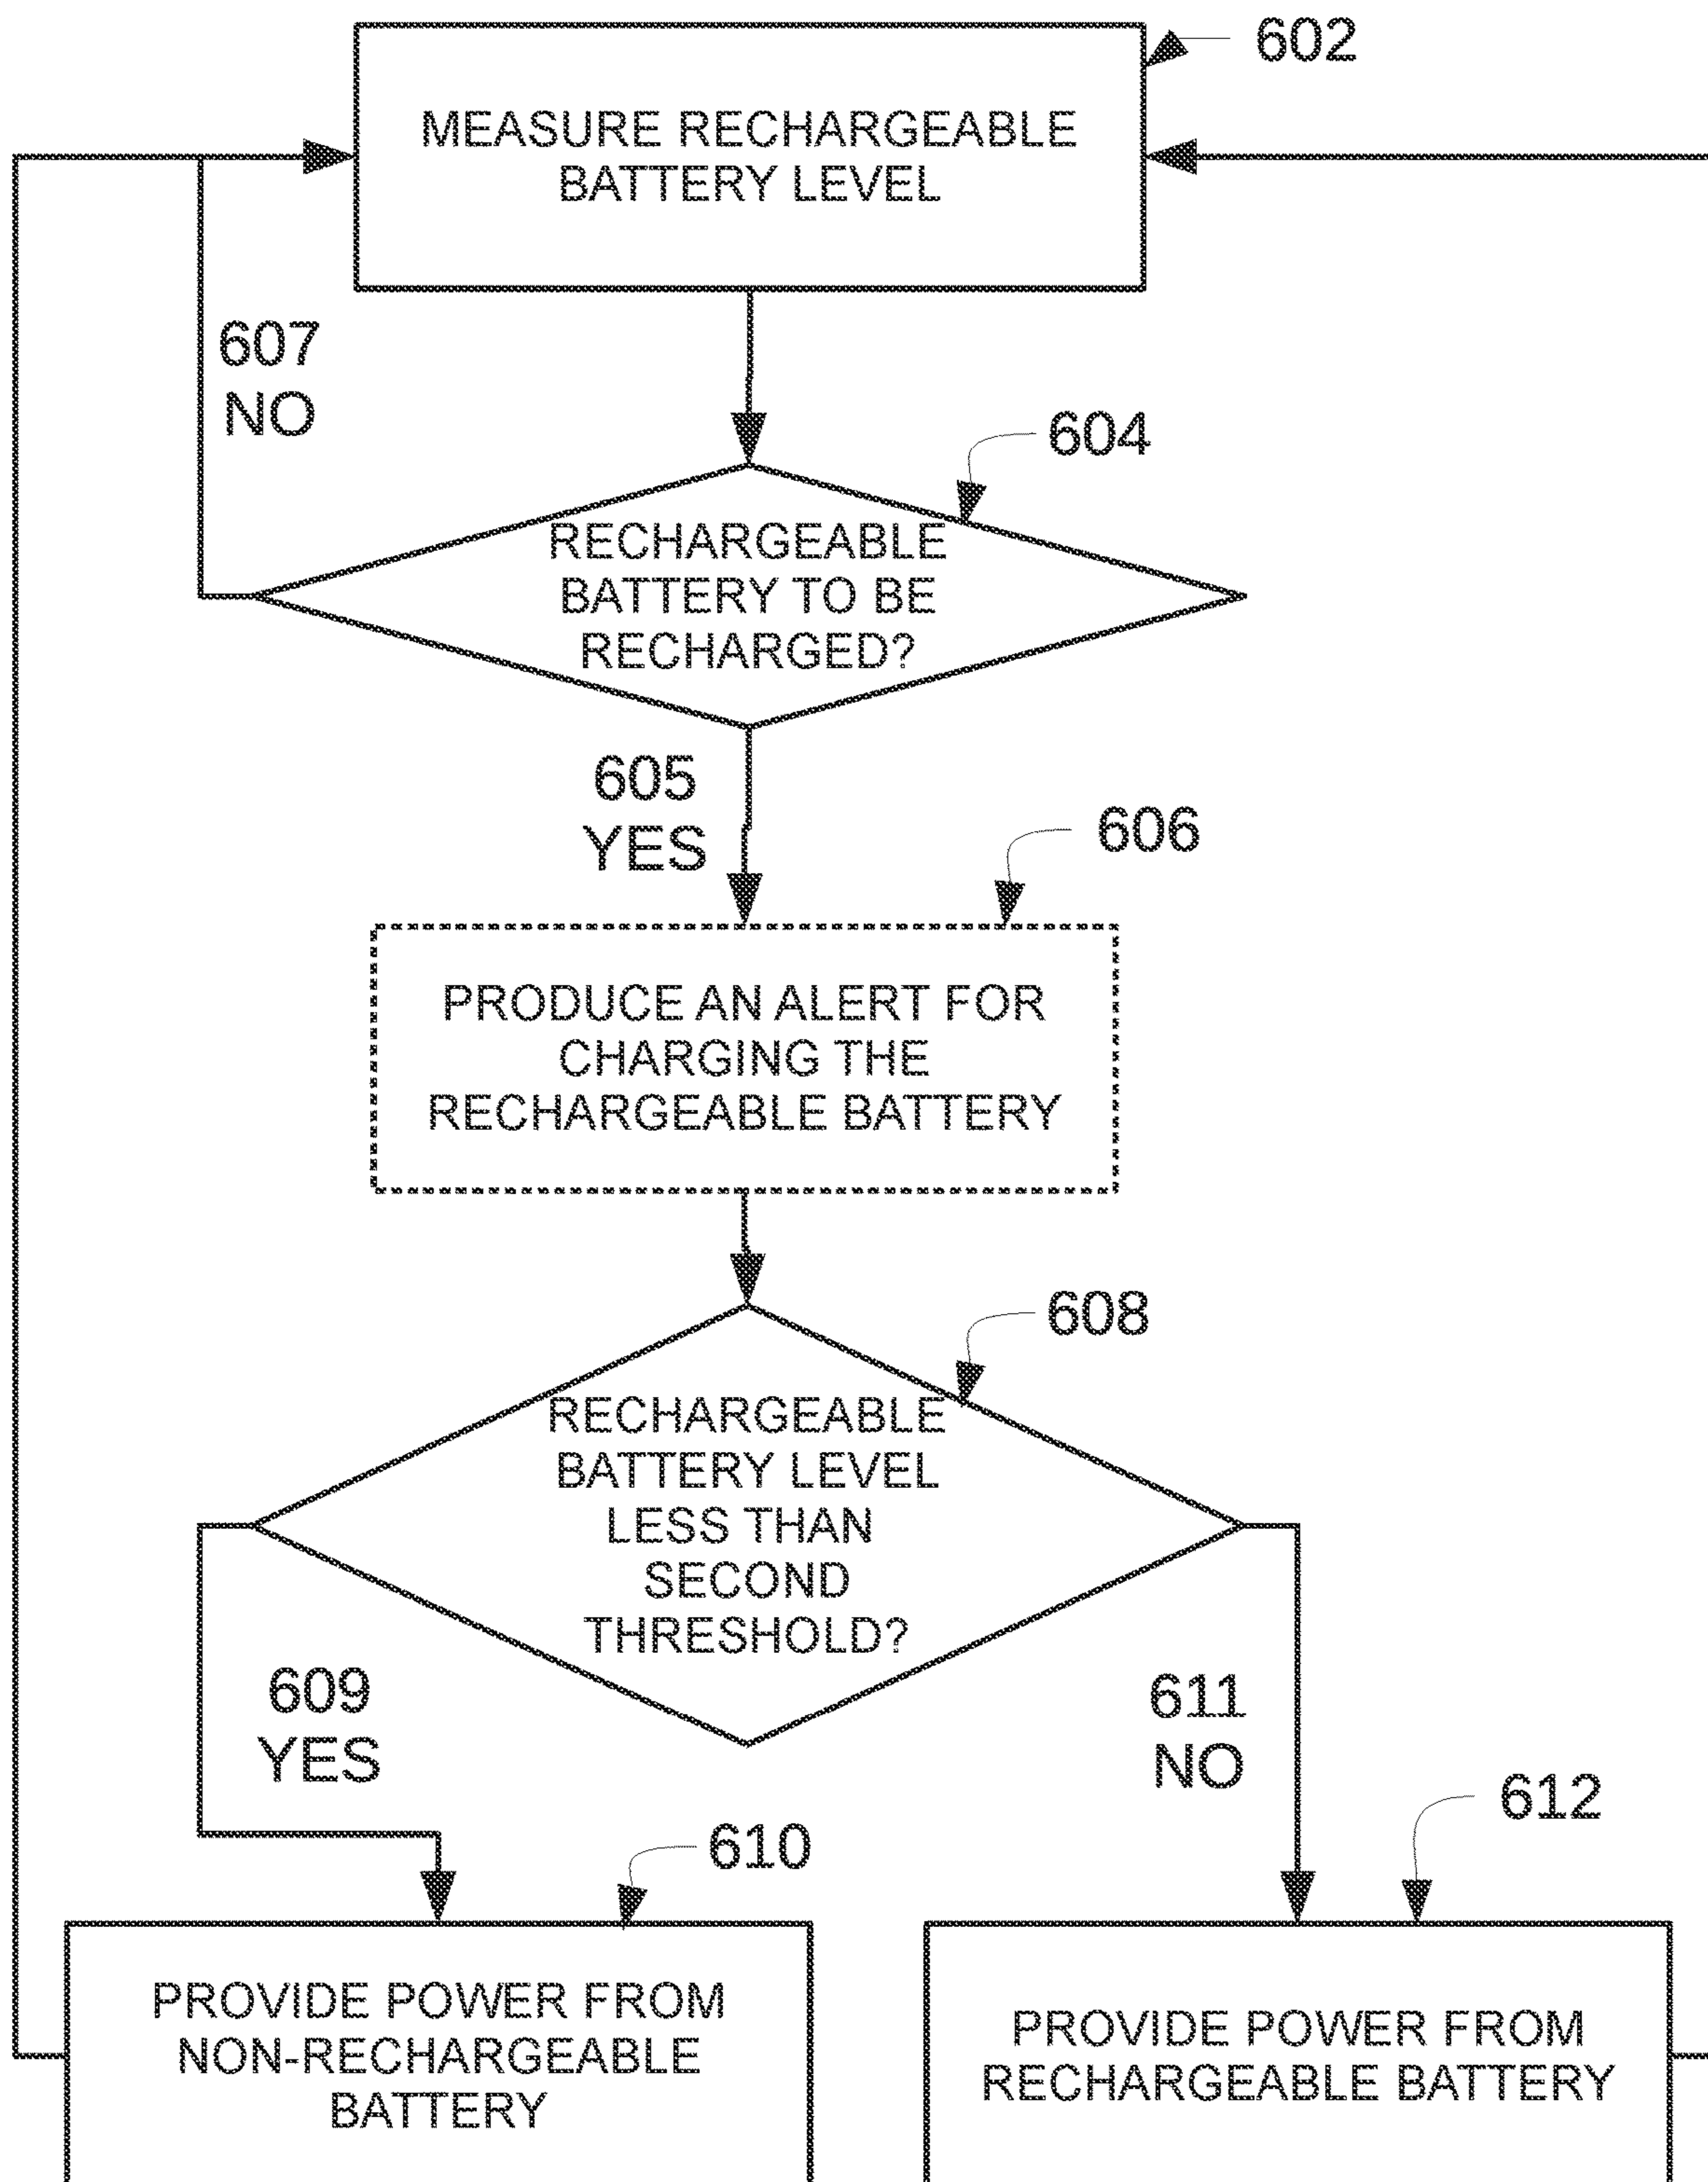 602
MEASURE RECHARGEABLE
BATTERY LEVEL
607
NO
604
RECHARGEABLE
BATTERY TO BE
RECHARGED?
605
YES
606
PRODUCE AN ALERT FOR
CHARGING THE
RECHARGEABLE BATTERY
608
RECHARGEABLE
BATTERY LEVEL
LESS THAN
SECOND
THRESHOLD?
609
YES
611
NO
610
612
PROVIDE POWER FROM
NON-RECHARGEABLE
BATTERY
PROVIDE POWER FROM
RECHARGEABLE BATTERY